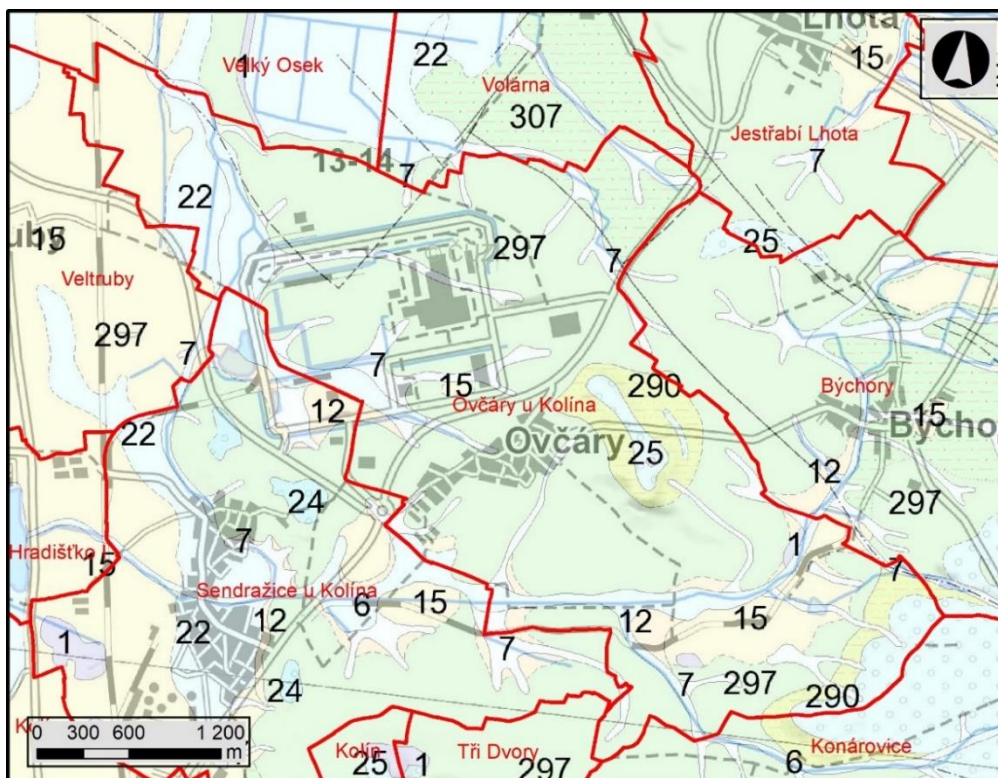 Lhota
Velký Osek
1
22
15
Volárna
307
Jestřabí Lhota
7
13-14
7
22
15
297
25
7
Veltruby
297
7
7
15
290
Býchory
12
Ovčáry u Kolína
15
22
Ovčáry
Býcho
25
12
24
297
7
1
Hradišťko
15
7
Sendražice u Kolína
6
15
22
12
12
15
1
7
7
297
24
290
0 300 600 1 200
m
Kolín
Tři Dvory
Konárovice
25
1
297
6